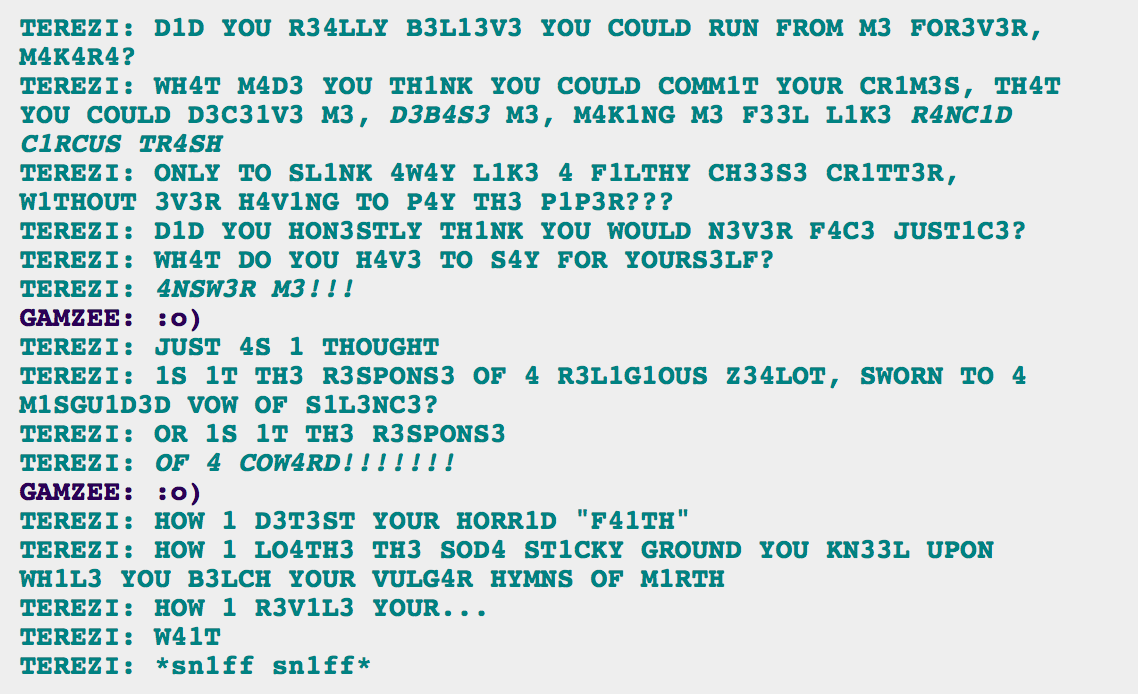 TEREZI: D1D YOU R34LLY B3L13V3 YOU COULD RUN FROM M3 FOR3V3R,
M4K4R4?
TEREZI: WH4T M4D3 YOU TH1NK YOU COULD COMM1T YOUR CR1M3S, TH4T
YOU COULD D3C31V3 M3, D3B4S3 M3, M4K1NG M3 F33L L1K3 R4NC1D
C1RCUS TR4SH
TEREZI: ONLY TO SL1NK 4W4Y L1K3 4 F1LTHY CH33S3 CR1TT3R,
W1THOUT 3V3R H4V1NG TO P4Y TH3 P1P3R???
TEREZI: D1D YOU HON3STLY TH1NK YOU WOULD N3V3R F4C3 JUST1C3?
TEREZI: WH4T DO YOU H4V3 TO S4Y FOR YOURS3LF?
TEREZI: 4NSW3R M3!!!
GAMZEE: :o)
TEREZI: JUST 4S 1 THOUGHT
TEREZI: 1S 1T TH3 R3SPONS3 OF 4 R3L1G1OUS Z34LOT, SWORN TO 4
M1SGU1D3D VOW OF S1L3NC3?
TEREZI: OR 1S 1T TH3 R3SPONS3
TEREZI: OF 4 COW4RD!!!!!!!
GAMZEE: :o)
TEREZI: HOW 1 D3T3ST YOUR HORR1D "F41TH"
TEREZI: HOW 1 LO4TH3 TH3 SOD4 ST1CKY GROUND YOU KN33L UPON
WH1L3 YOU B3LCH YOUR VULG4R HYMNS OF M1RTH
TEREZI: HOW 1 R3V1L3 YOUR...
TEREZI: W41T
TEREZI: *sn1ff sn1ff*